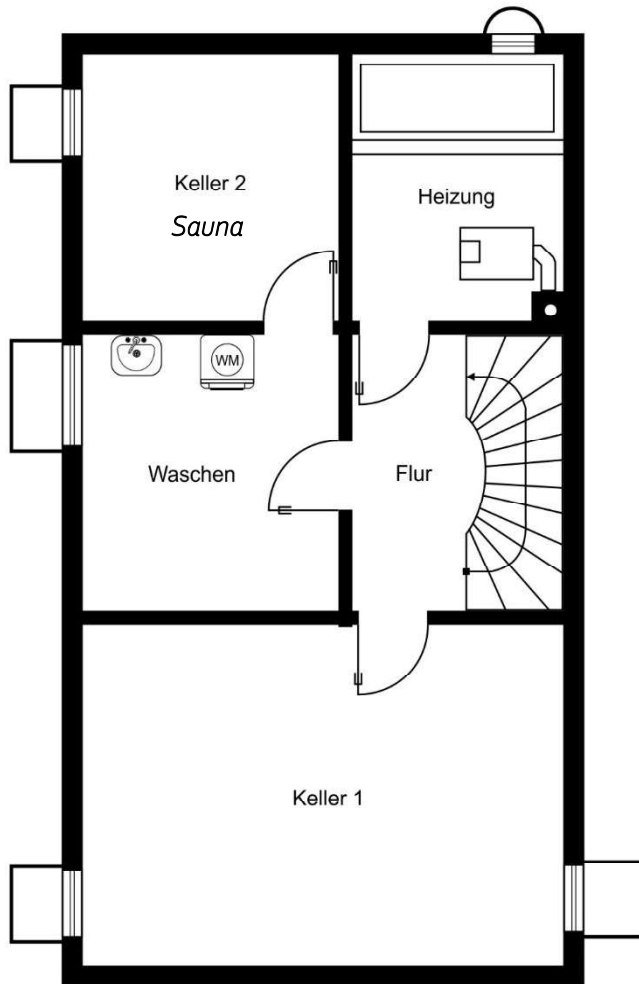 Keller 2
Sauna
Heizung
WM
Waschen
Flur
Keller 1